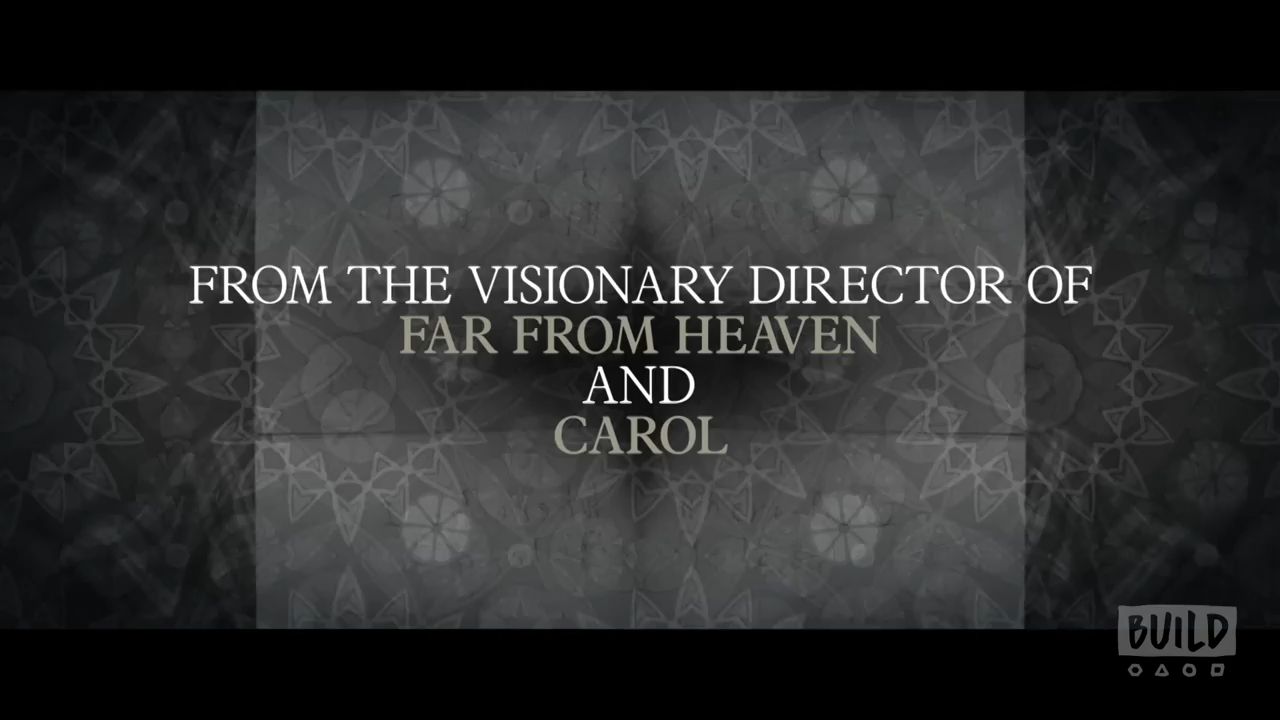 FROM THE VISIONARY DIRECTOR OF
FAR FROM HEAVEN
AND
CAROL
BUILD